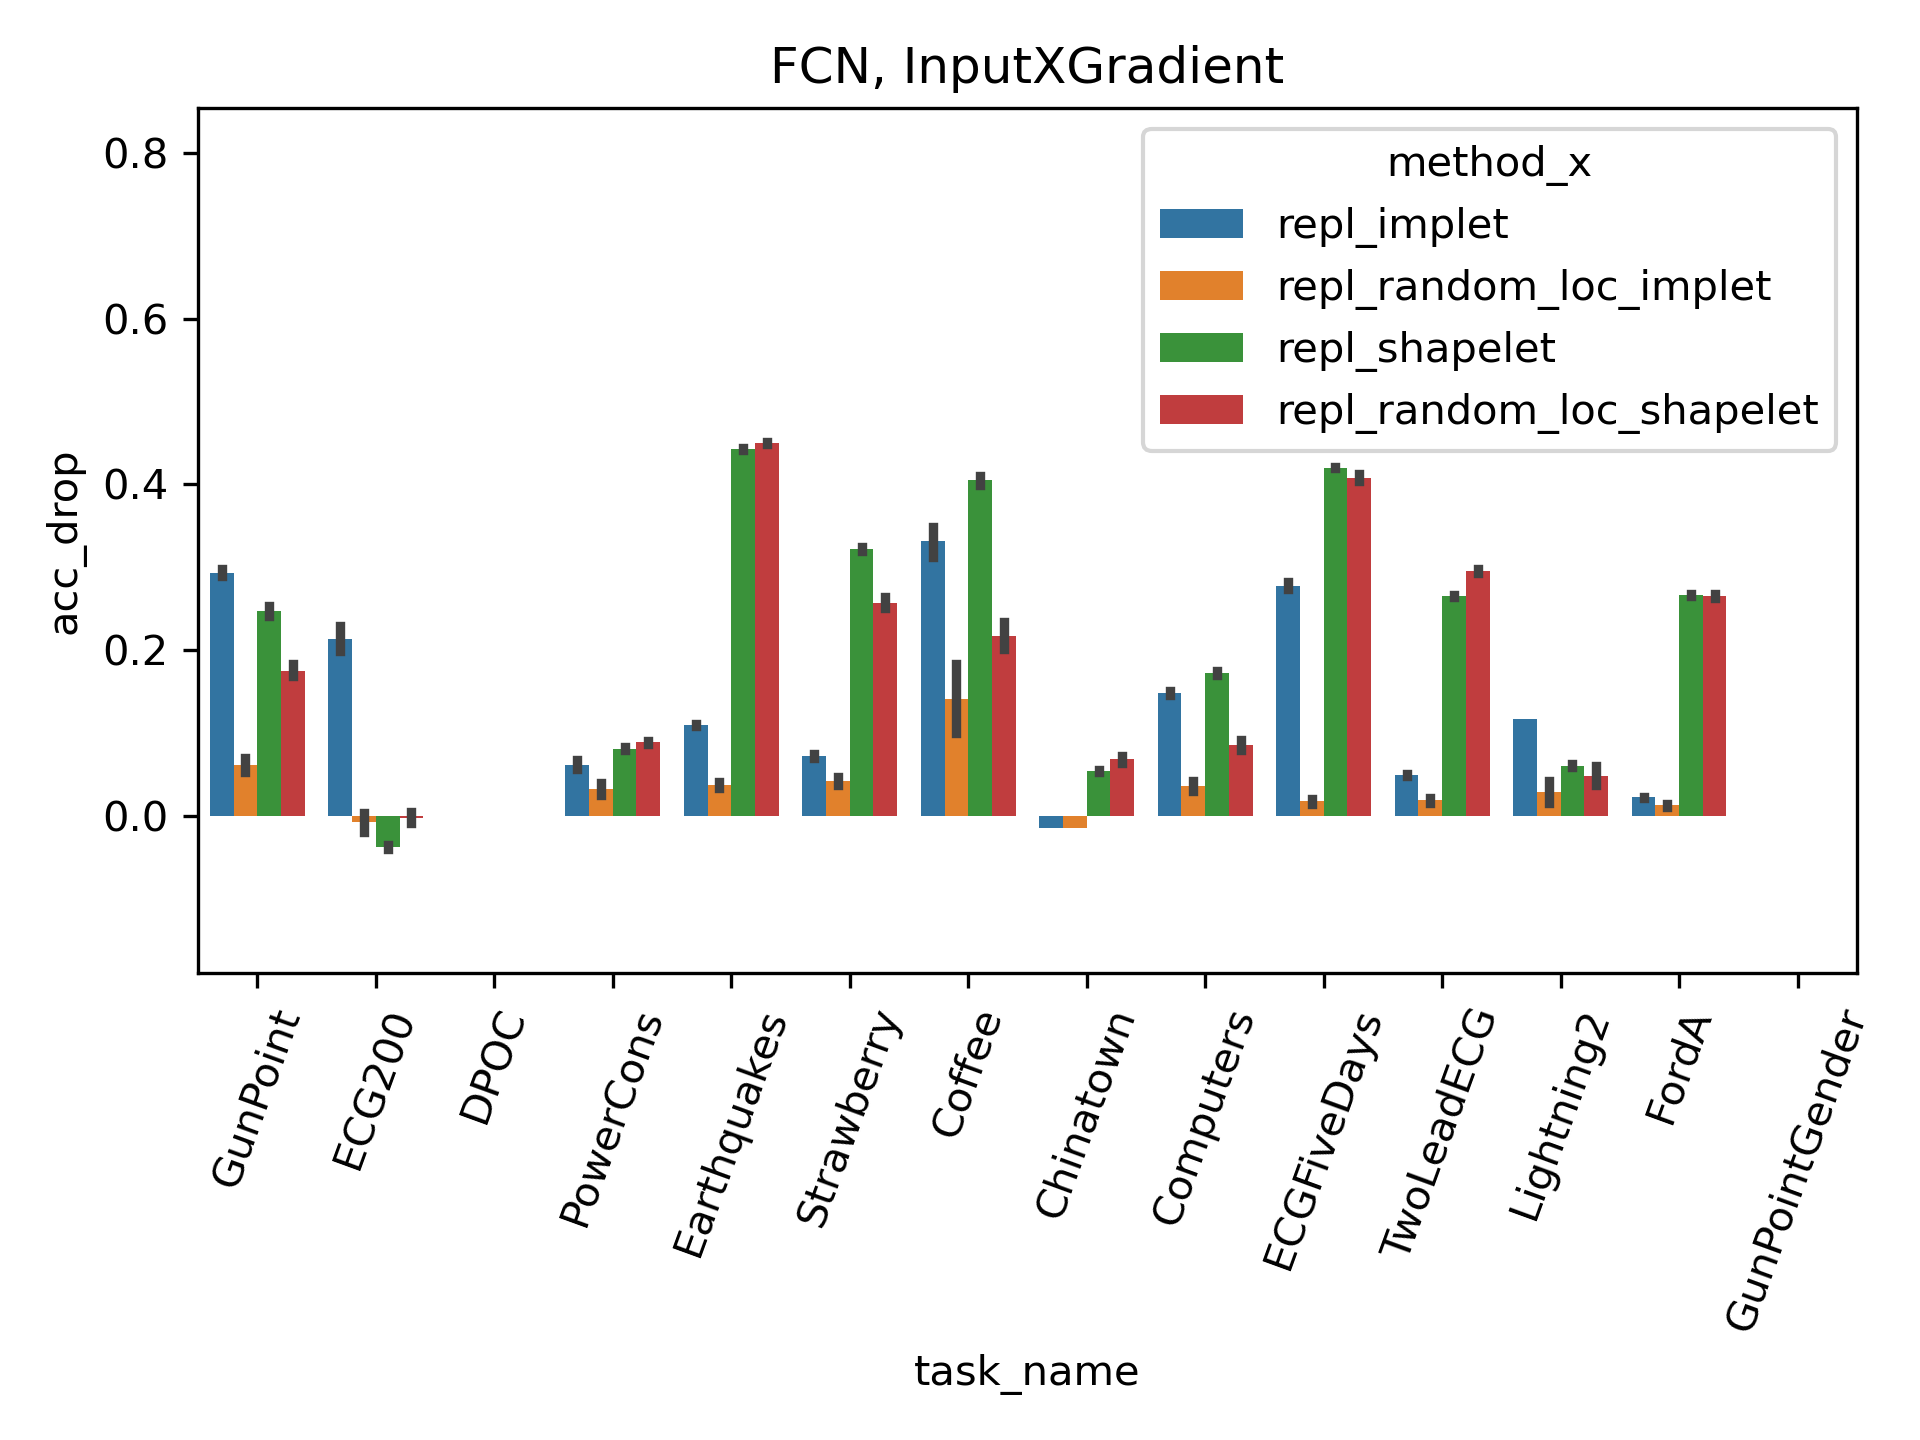 FCN, InputXGradient
method_x
repl_implet
repl_random_loc_implet
repl_shapelet
repl_random_loc_shapelet
acc_drop
0.8
0.6
0.4
0.2
0.0
GunPoint
ECG200
DPOC
PowerCons
Earthquakes
Strawberry
Coffee
Chinatown
Computers
ECGFiveDays
TwoLeadECG
Lightning2
FordA
GunPointGender
task_name